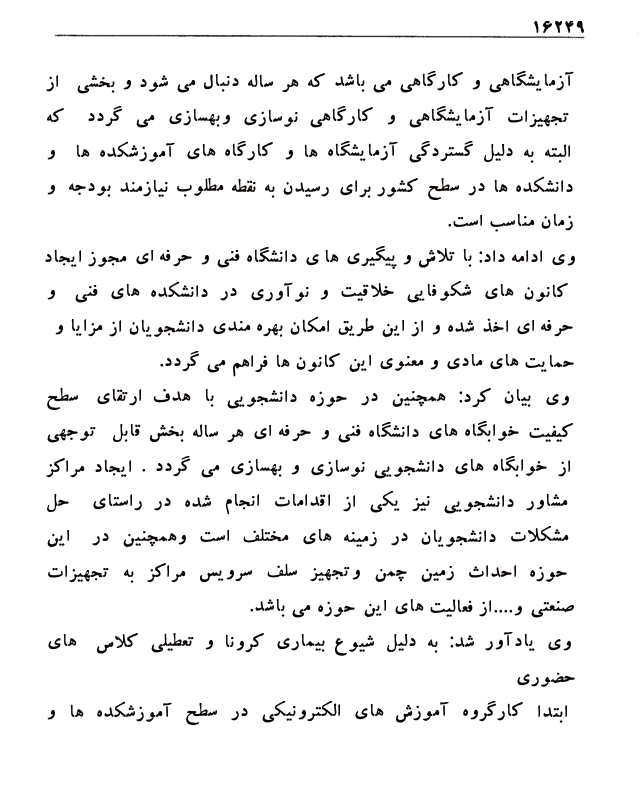 ۱۶۲۴۹
آزمایشگاهی و کارگاهی می باشد که هر ساله دنبال می شود و بخشی از
تجهیزات آزمایشگاهی و کارگاهی نوسازی وبهسازی می گردد که
البته به دلیل گستردگی آزمایشگاه ها و کارگاه های آموزشکده ها و
دانشکده ها در سطح کشور برای رسیدن به نقطه مطلوب نیازمند بودجه و
زمان مناسب است.
وی ادامه داد: با تلاش و پیگیری های دانشگاه فنی و حرفه ای مجوز ایجاد
کانون های شکوفایی خلاقیت و نوآوری در دانشکده های فنی و
حرفه ای اخذ شده و از این طریق امکان بهره مندی دانشجویان از مزایا و
حمایت های مادی و معنوی این کانون ها فراهم می گردد.
وی بیان کرد: همچنین در حوزه دانشجویی با هدف ارتقای سطح
کیفیت خوابگاه های دانشگاه فنی و حرفه ای هر ساله بخش قابل توجهی
از خوابگاه های دانشجویی نوسازی و بهسازی می گردد . ایجاد مراکز
مشاور دانشجویی نیز یکی از اقدامات انجام شده در راستای حل
مشکلات دانشجویان در زمینه های مختلف است وهمچنین در این
حوزه احداث زمین چمن وتجهیز سلف سرویس مراکز به تجهیزات
صنعتی و....از فعالیت های این حوزه می باشد.
وی یادآور شد: به دلیل شیوع بیماری کرونا و تعطیلی کلاس های
حضوری
ابتدا کارگروه آموزش های الکترونیکی در سطح آموزشکده ها و